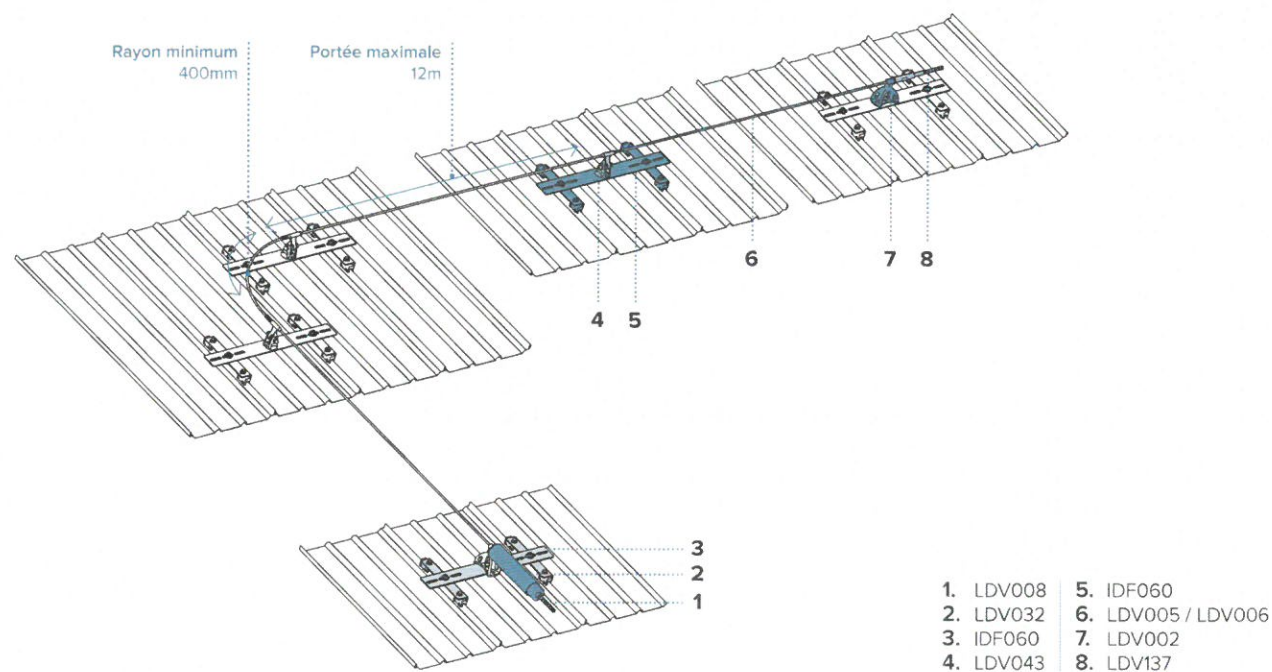 Rayon minimum
400mm
Portée maximale
12m
6
7
8
4
5
3
2
1
1. LDV008
2. LDV032
3. IDF060
4. LDV043
5. IDF060
6. LDV005 / LDV006
7. LDV002
8. LDV137